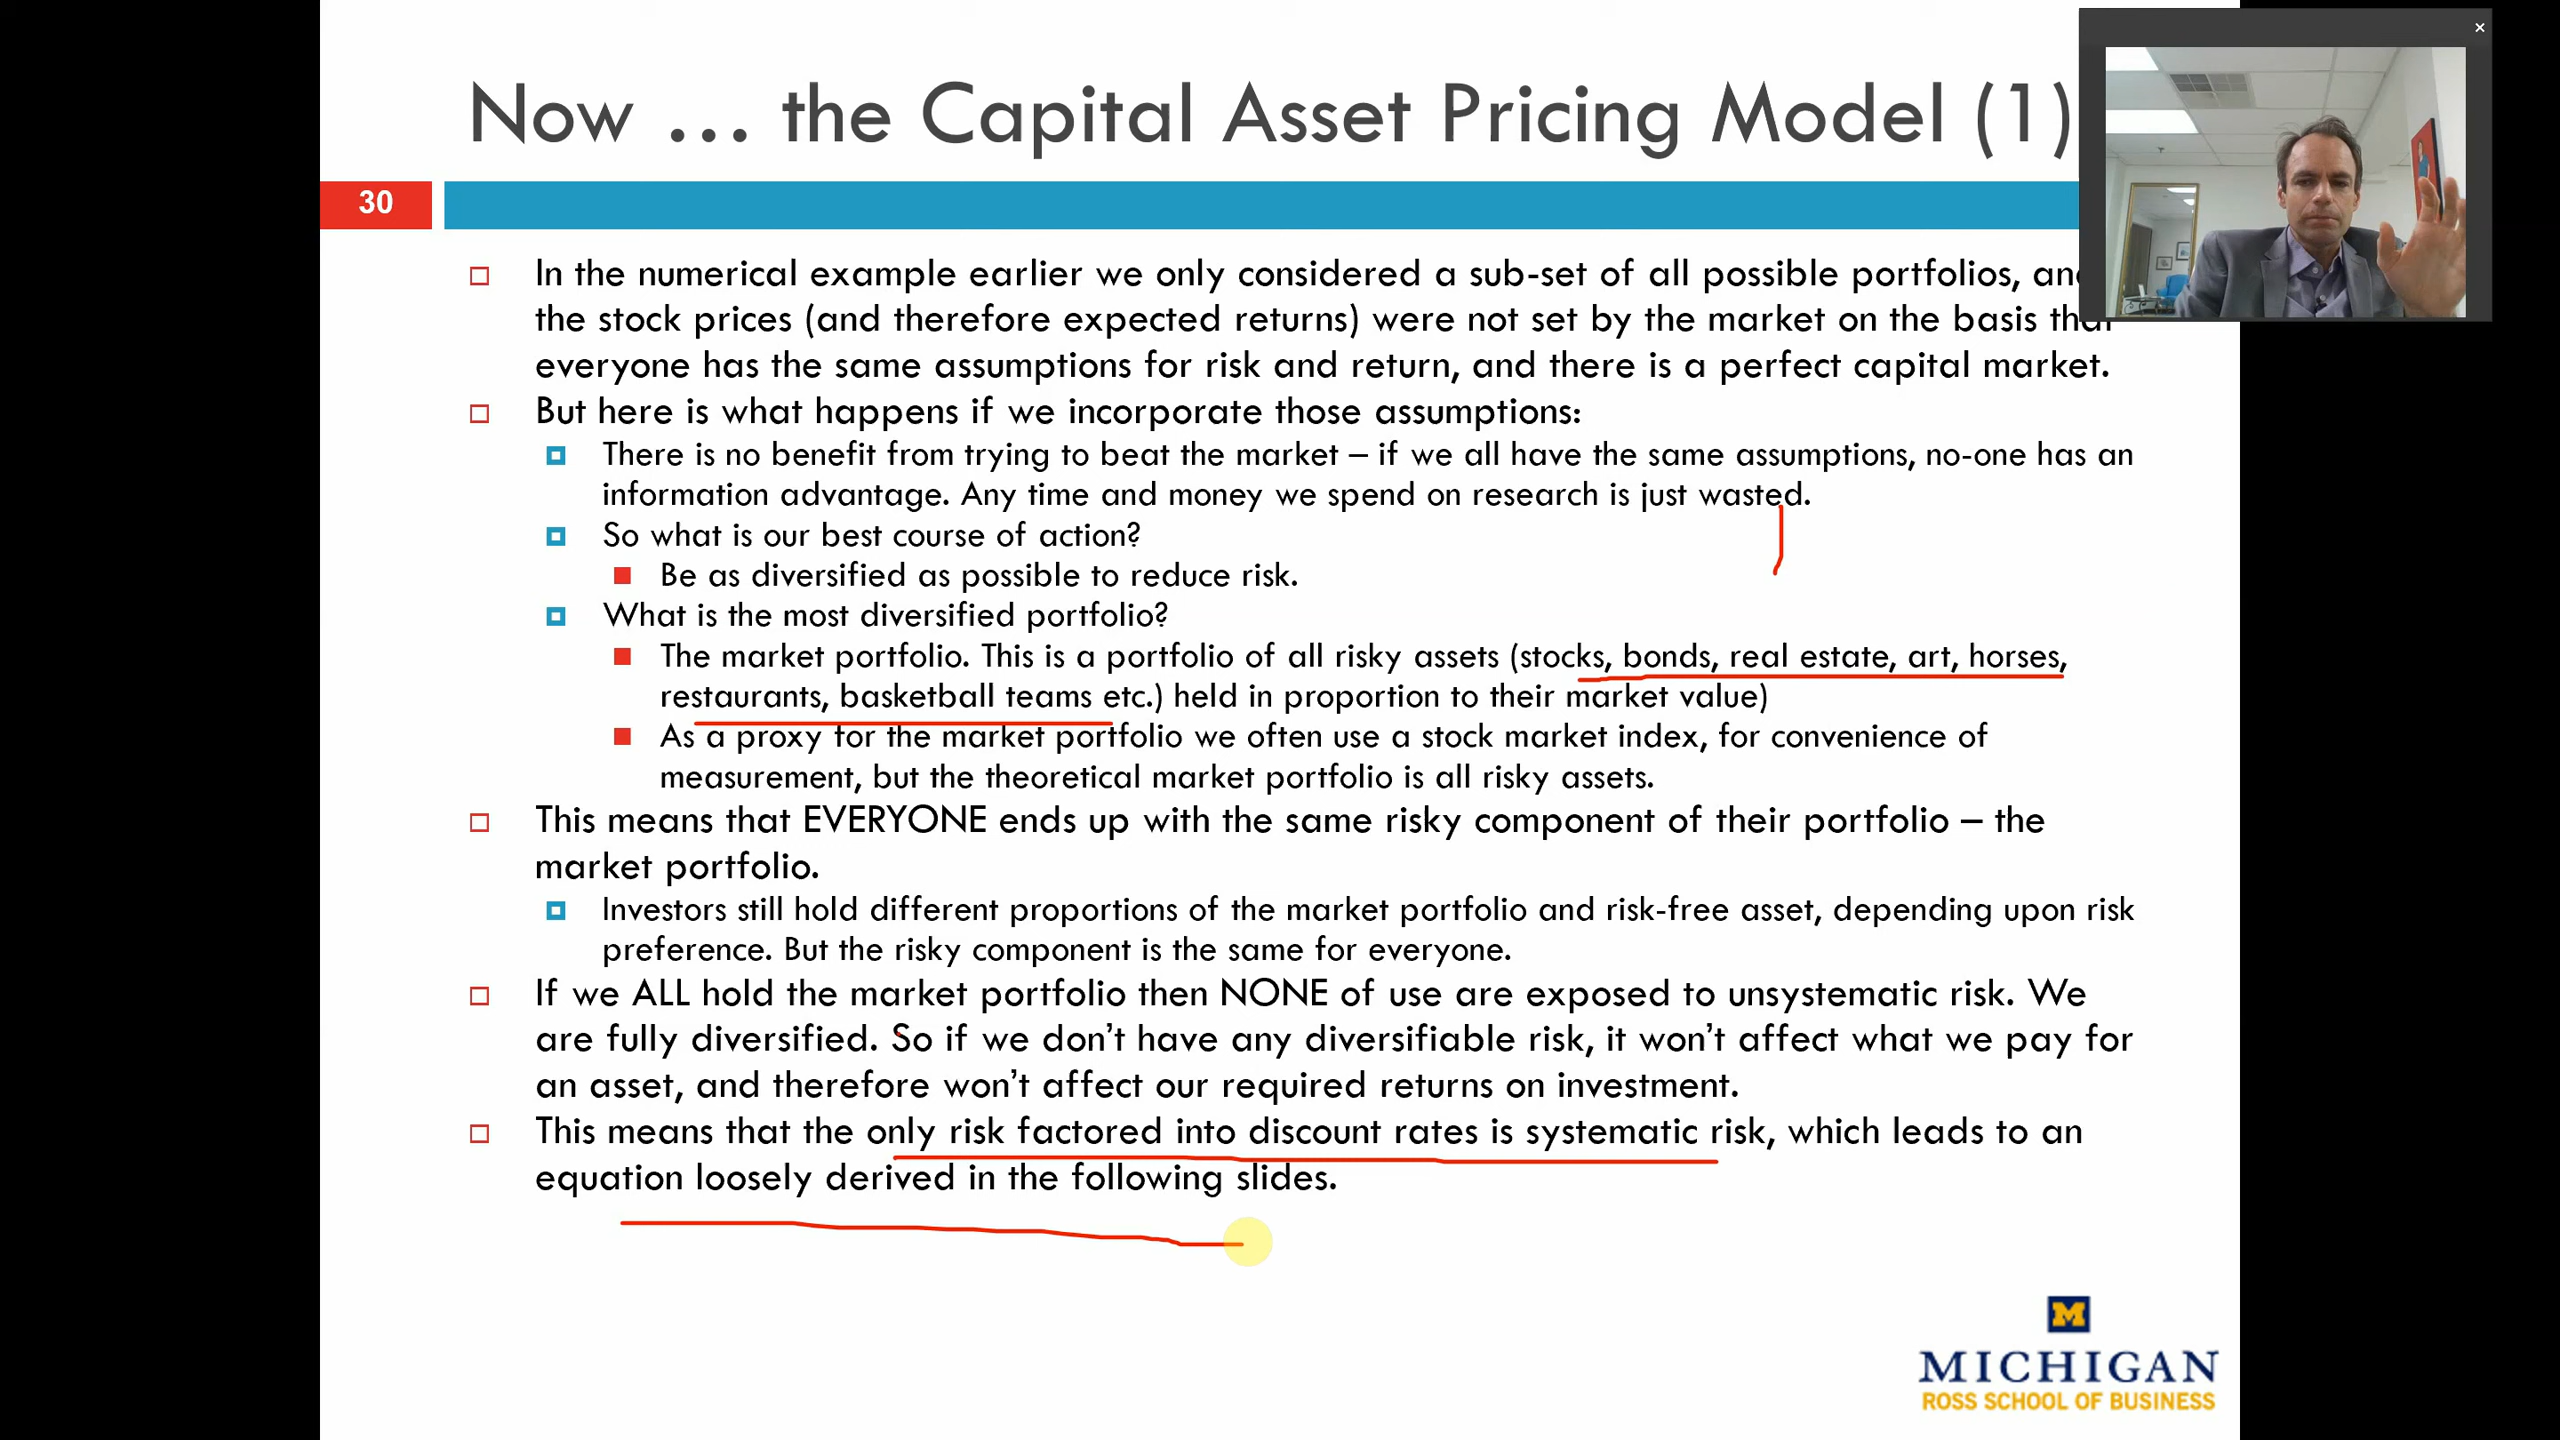 Now ... the Capital Asset Pricing Model (1)
30
In the numerical example earlier we only considered a sub-set of all possible portfolios, and
the stock prices (and therefore expected returns) were not set by the market on the basis that
everyone has the same assumptions for risk and return, and there is a perfect capital market.
But here is what happens if we incorporate those assumptions:
There is no benefit from trying to beat the market – if we all have the same assumptions, no-one has an
information advantage. Any time and money we spend on research is just wasted.
So what is our best course of action?
Be as diversified as possible to reduce risk.
What is the most diversified portfolio?
The market portfolio. This is a portfolio of all risky assets (stocks, bonds, real estate, art, horses,
restaurants, basketball teams etc.) held in proportion to their market value)
As a proxy for the market portfolio we often use a stock market index, for convenience of
measurement, but the theoretical market portfolio is all risky assets.
This means that EVERYONE ends up with the same risky component of their portfolio – the
market portfolio.
Investors still hold different proportions of the market portfolio and risk-free asset, depending upon risk
preference. But the risky component is the same for everyone.
If we ALL hold the market portfolio then NONE of use are exposed to unsystematic risk. We
are fully diversified. So if we don't have any diversifiable risk, it won't affect what we pay for
an asset, and therefore won't affect our required returns on investment.
This means that the only risk factored into discount rates is systematic risk, which leads to an
equation loosely derived in the following slides.
M
MICHIGAN
ROSS SCHOOL OF BUSINESS